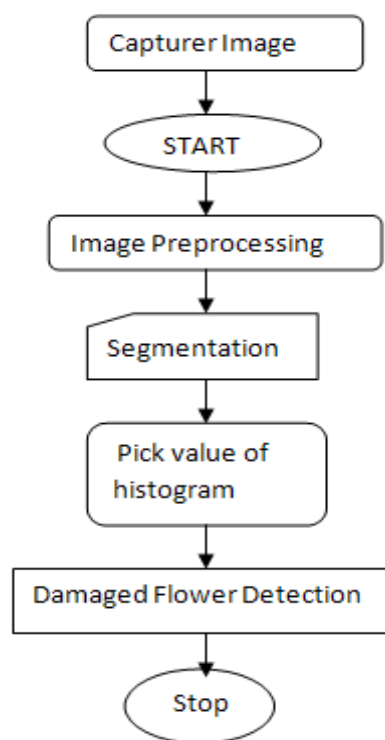 Capturer Image
START
Image Preprocessing
Segmentation
Pick value of
histogram
Damaged Flower Detection
Stop